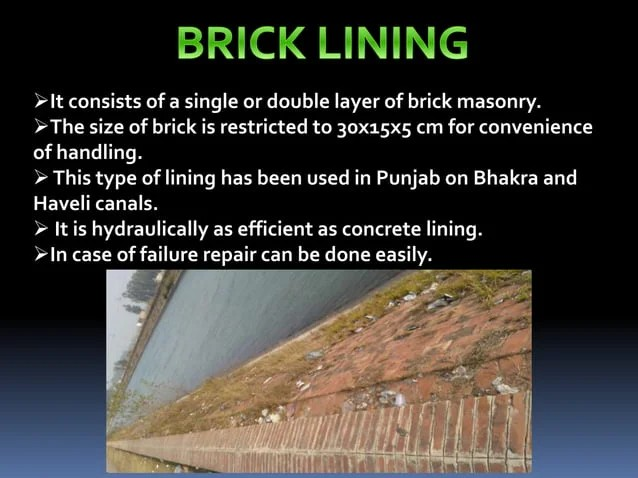 BRICK LINING
➢It consists of a single or double layer of brick masonry.
➢The size of brick is restricted to 30x15x5 cm for convenience
of handling.
➢ This type of lining has been used in Punjab on Bhakra and
Haveli canals.
➢ It is hydraulically as efficient as concrete lining.
➢In case of failure repair can be done easily.